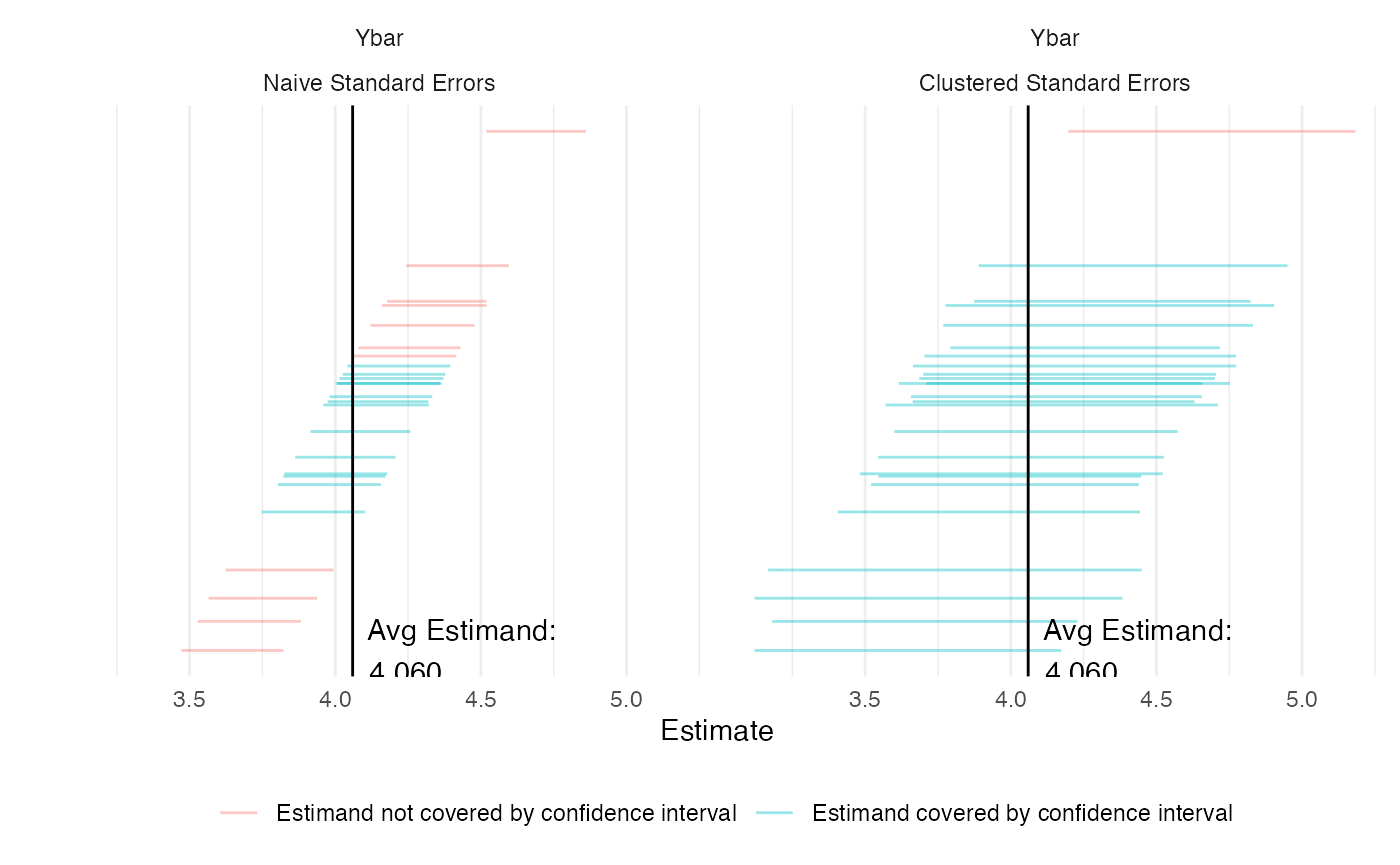 Ybar
Naive Standard Errors
Ybar
Clustered Standard Errors
Avg Estimand:
4.060
Avg Estimand:
4.060
3.5 4.0 4.5 5.0
3.5 4.0 4.5 5.0
Estimate
Estimand not covered by confidence interval
Estimand covered by confidence interval